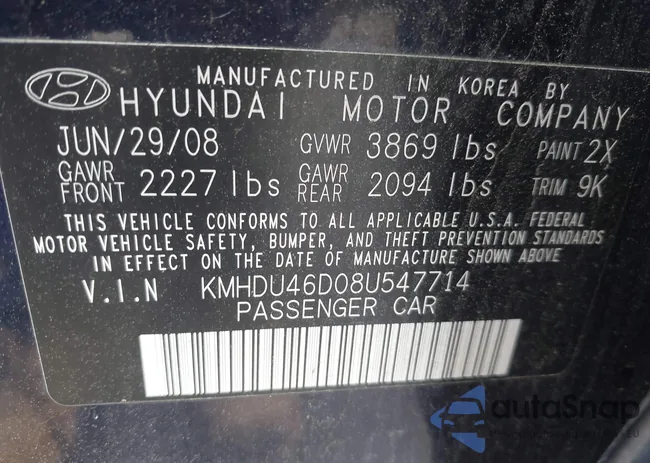 MANUFACTURED IN KOREA BY
HYUNDAI MOTOR COMPANY
JUN/29/08 GVWR 3869 lbs PAINT 2X
GAWR FRONT 2227 lbs GAWR REAR 2094 lbs TRIM 9K
THIS VEHICLE CONFORMS TO ALL APPLICABLE U.S.A. FEDERAL
MOTOR VEHICLE SAFETY, BUMPER, AND THEFT PREVENTION STANDARDS
IN EFFECT ON THE DATE OF MANUFACTURE SHOWN ABOVE
V.I.N KMHDU46D08U547714
PASSENGER CAR
autoSnap